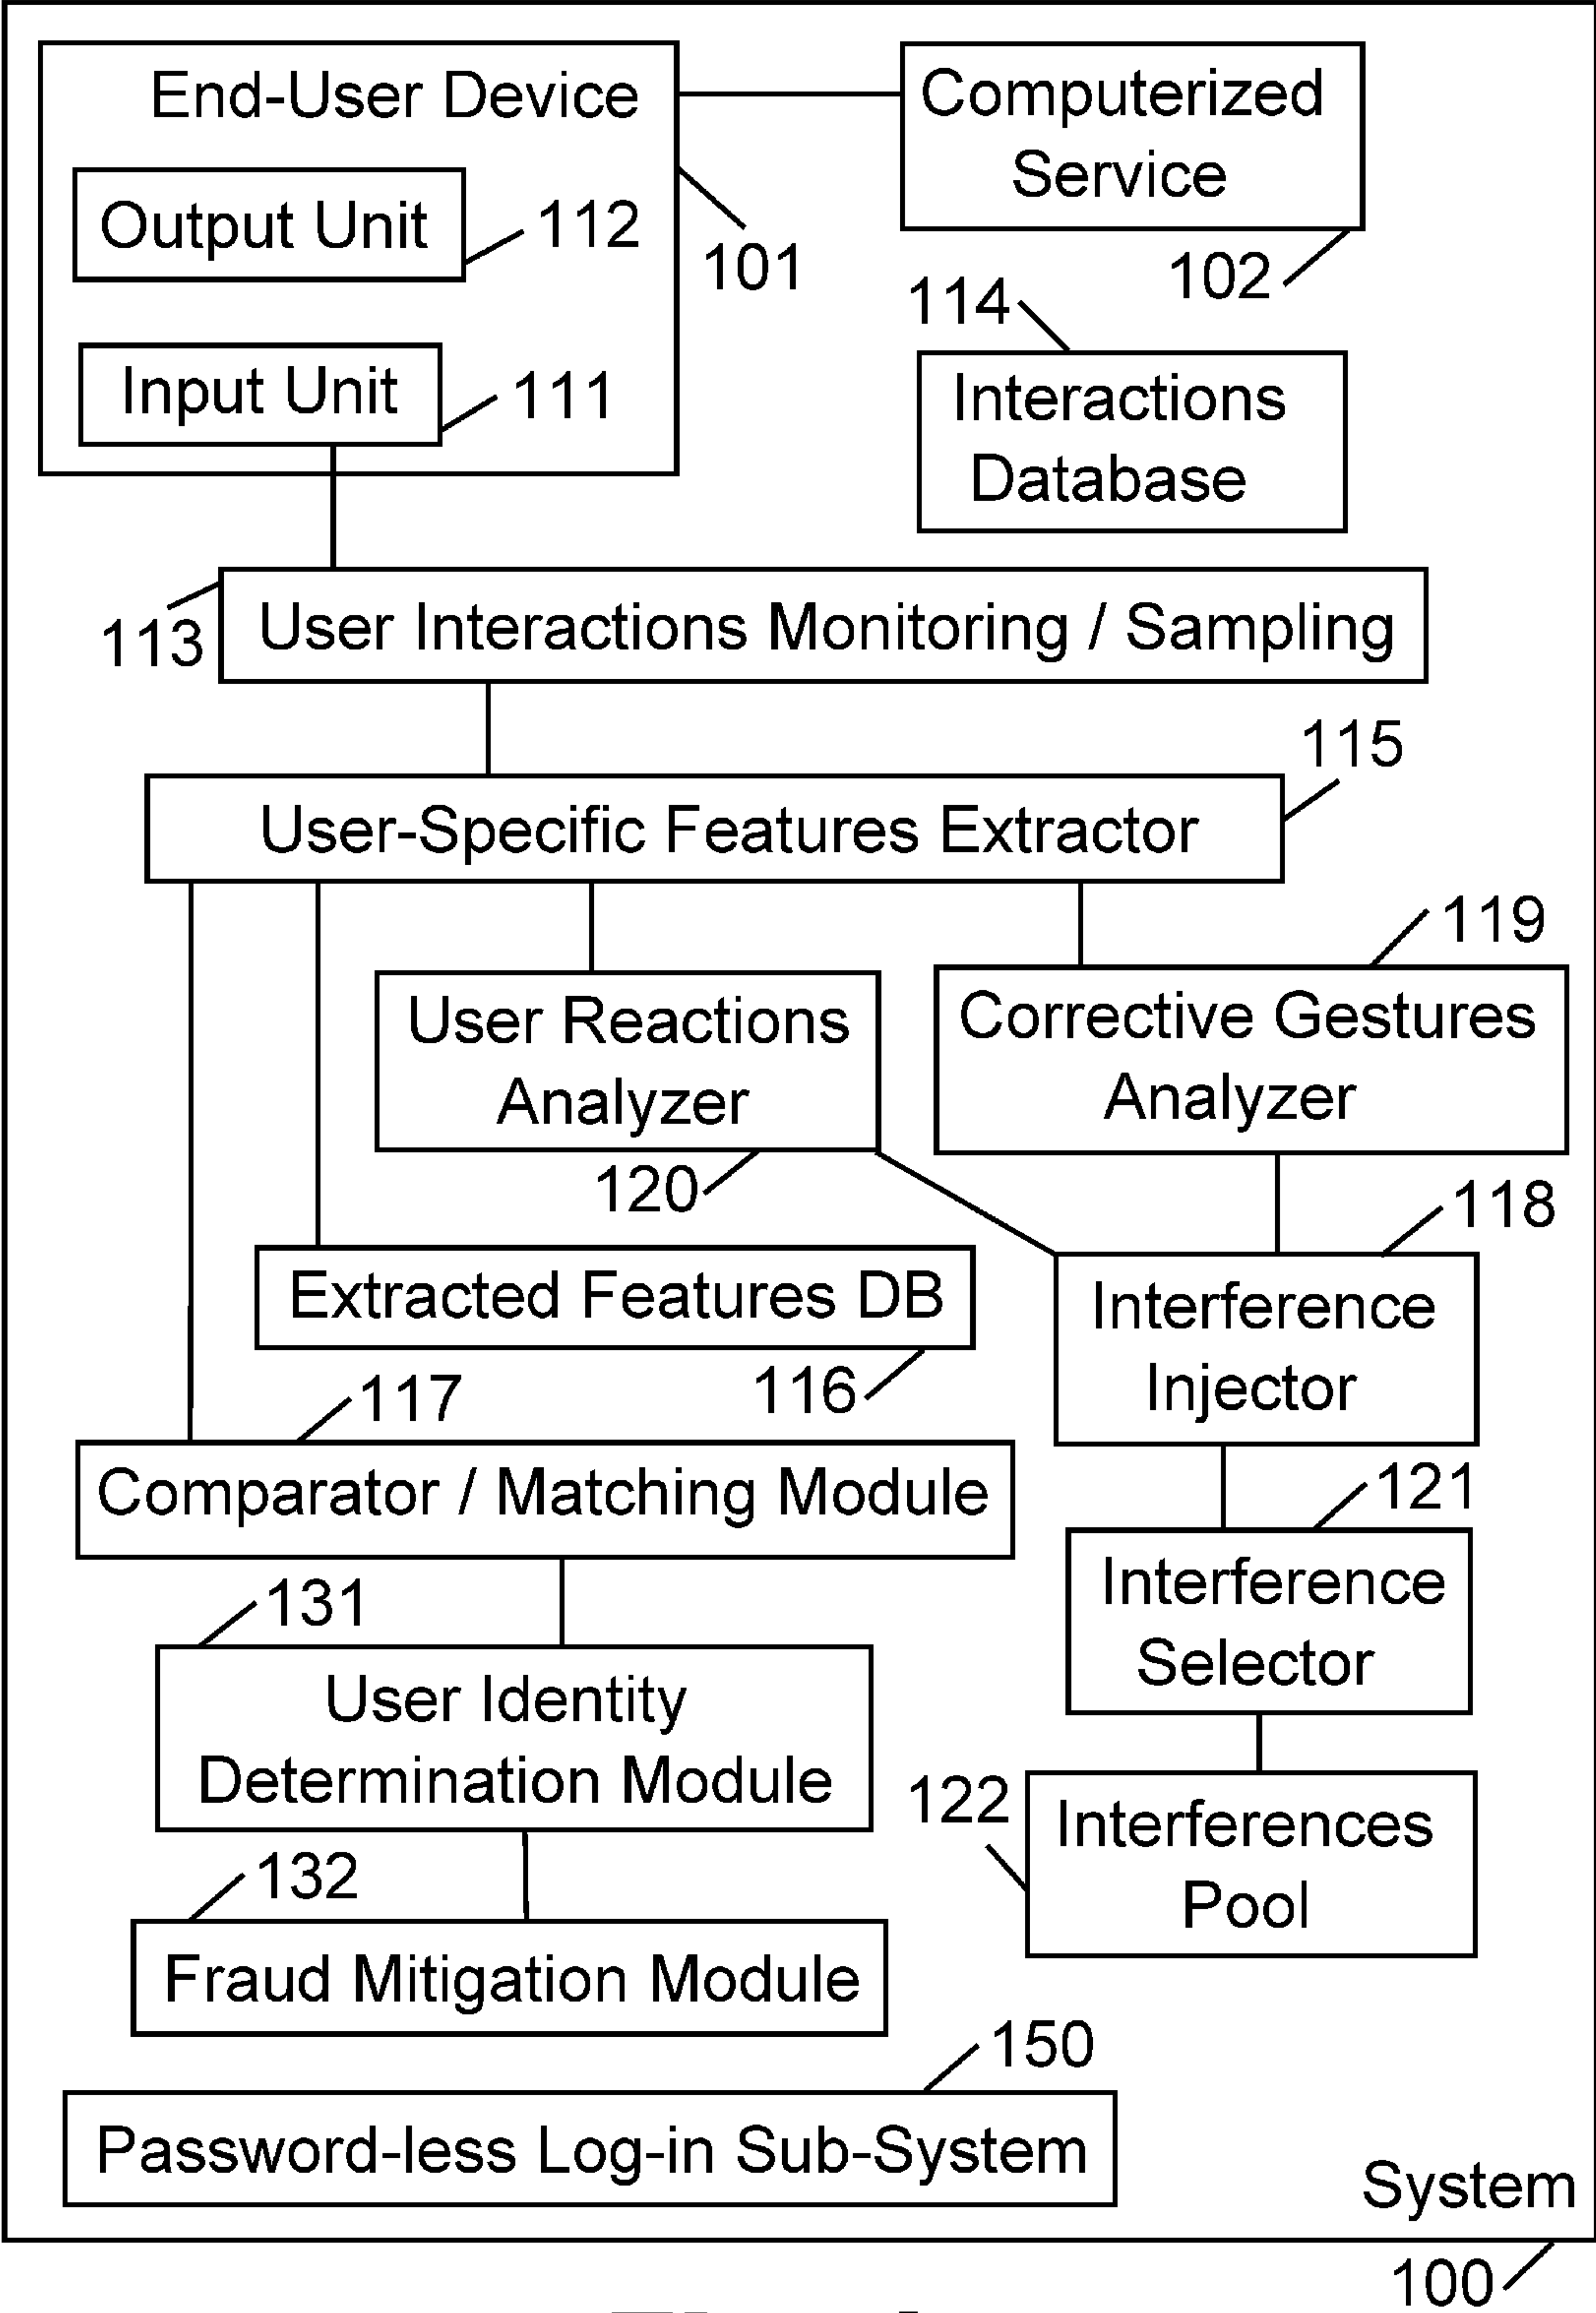 End-User Device
Computerized
Service
Output Unit
112
101
102
114
Input Unit
111
Interactions
Database
113
User Interactions Monitoring / Sampling
115
User-Specific Features Extractor
119
User Reactions
Analyzer
Corrective Gestures
Analyzer
120
118
Extracted Features DB
Interference
Injector
116
117
Comparator / Matching Module
121
131
Interference
Selector
User Identity
Determination Module
122
Interferences
Pool
132
Fraud Mitigation Module
150
Password-less Log-in Sub-System
System
100